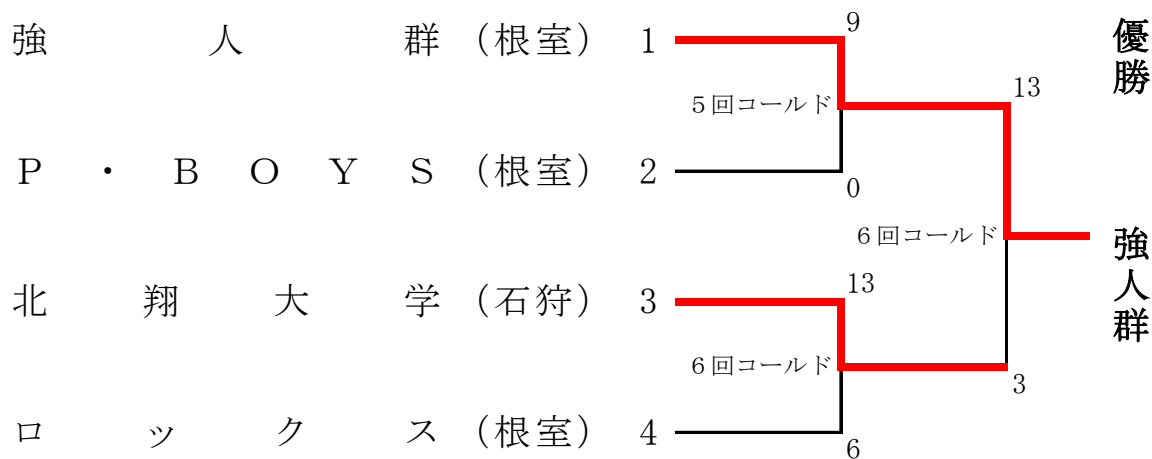 強人群（根室） 1
9
5回コールド
P・BOYS（根室） 2
0
13
6回コールド
北翔大学（石狩） 3
13
6回コールド
3
ロックス（根室） 4
6
優勝
強人群